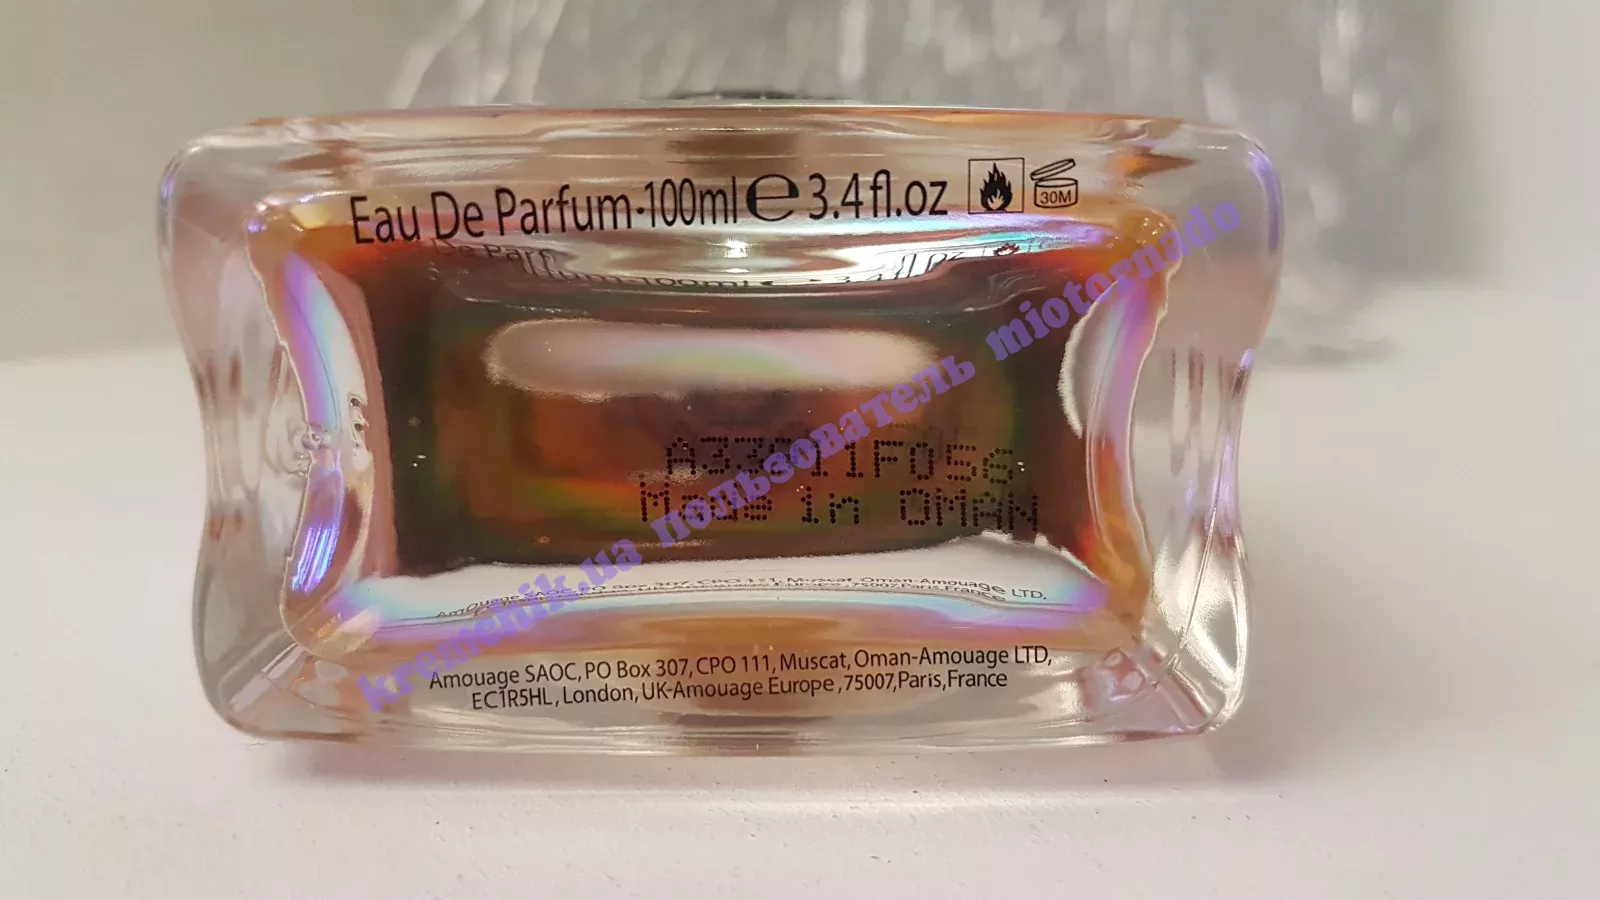 Eau De Parfum·100ml ℮ 3.4 fl.oz
30M
Made in OMAN
Amouage SAOC, PO Box 307, CPO 111, Muscat, Oman-Amouage LTD,
EC1R5HL, London, UK-Amouage Europe, 75007, Paris, France
kremenik.ua пользователь miotornado